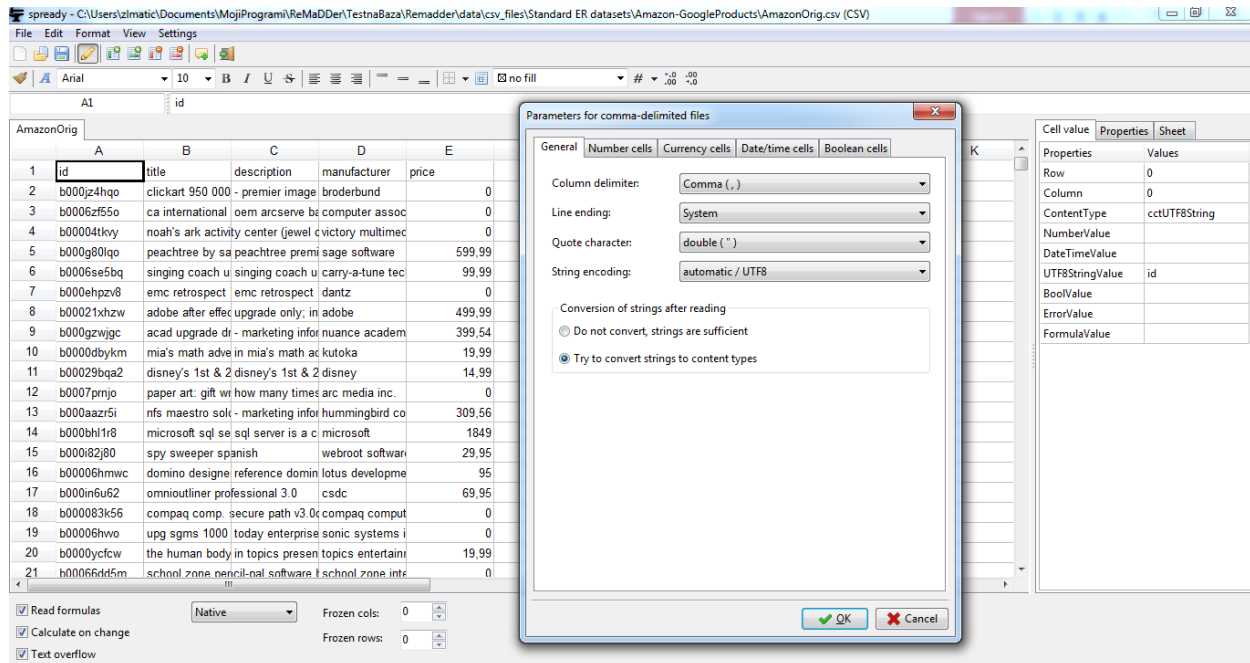 spready - C:\Users\zlmatic\Documents\MojiProgrami\ReMaDDer\TestnaBaza\Remadder\data\csv_files\Standard ER datasets\Amazon-GoogleProducts\AmazonOrig.csv (CSV)
File Edit Format View Settings
Arial 10 B I U S no fill #
A1 id
AmazonOrig
A B C D E K
1 id title description manufacturer price
2 b000jz4hqo clickart 950 000 - premier image broderbund 0
3 b0006zf55o ca international oem arcserve ba computer assoc 0
4 b00004tkvy noah's ark activity center (jewel c victory multimed 0
5 b000g80lqo peachtree by sa peachtree premi sage software 599,99
6 b0006se5bq singing coach u singing coach u carry-a-tune tec 99,99
7 b000ehpzv8 emc retrospect emc retrospect dantz 0
8 b00021xhzw adobe after effec upgrade only; in adobe 499,99
9 b000gzwjgc acad upgrade dr - marketing infor nuance academ 399,54
10 b0000dbykm mia's math adve in mia's math ad kutoka 19,99
11 b00029bqa2 disney's 1st & 2 disney's 1st & 2 disney 14,99
12 b0007prnjo paper art: gift wr how many times arc media inc. 0
13 b000aazr5i nfs maestro solo - marketing infor hummingbird co 309,56
14 b000bhl1r8 microsoft sql se sql server is a c microsoft 1849
15 b000i82j80 spy sweeper spanish webroot software 29,95
16 b00006hmwc domino designe reference domin lotus developme 95
17 b000in6u62 omnioutliner professional 3.0 csdc 69,95
18 b000083k56 compaq comp. secure path v3.0c compaq comput 0
19 b00006hvvo upg sgms 1000 today enterprise sonic systems i 0
20 b0000ycfcw the human body in topics presen topics entertainr 19,99
21 b00066dd5m school zone pencil-pal software school zone inte 0
Parameters for comma-delimited files
General Number cells Currency cells Date/time cells Boolean cells
Column delimiter: Comma ( , )
Line ending: System
Quote character: double ( " )
String encoding: automatic / UTF8
Conversion of strings after reading
Do not convert, strings are sufficient
Try to convert strings to content types
OK Cancel
Cell value Properties Sheet
Properties Values
Row 0
Column 0
ContentType cctUTF8String
NumberValue
DateTimeValue
UTF8StringValue id
BoolValue
ErrorValue
FormulaValue
Read formulas Native Frozen cols: 0
Calculate on change Frozen rows: 0
Text overflow